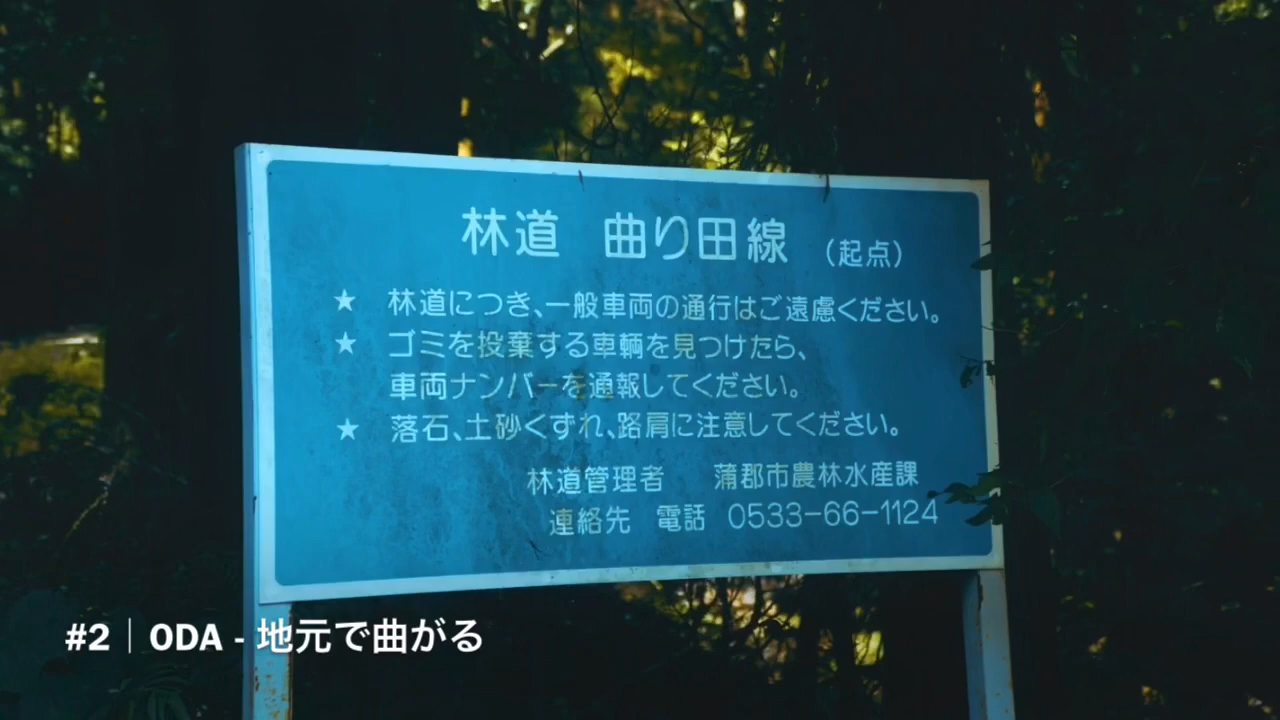 林道 曲り田線 (起点)
★ 林道につき、一般車両の通行はご遠慮ください。
★ ゴミを投棄する車輌を見つけたら、
車両ナンバーを通報してください。
★ 落石、土砂くずれ、路肩に注意してください。
林道管理者 蒲郡市農林水産課
連絡先 電話 0533-66-1124
#2｜ODA - 地元で曲がる